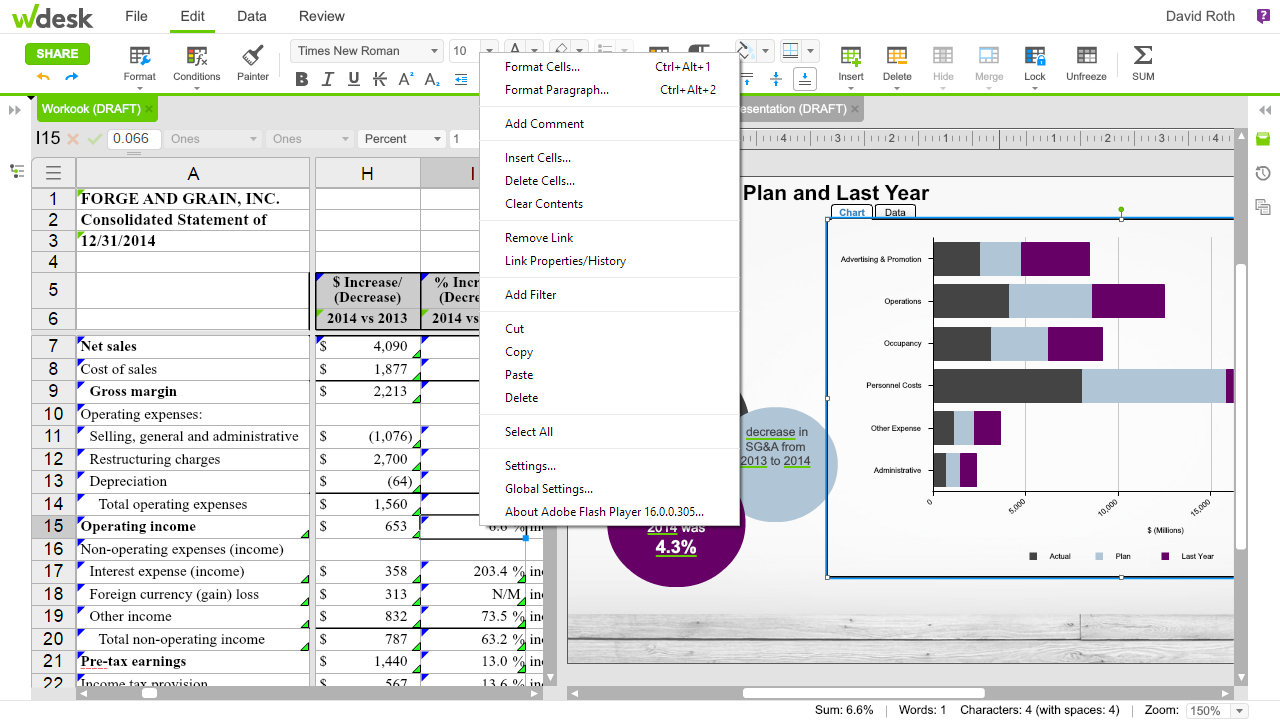 wdesk File Edit Data Review David Roth
SHARE Times New Roman 10
Format Conditions Painter Insert Delete Hide Merge Lock Unfreeze SUM
Workook (DRAFT) esentation (DRAFT)
I15 0.066 Ones Ones Percent 1
A H I
1 FORGE AND GRAIN, INC.
2 Consolidated Statement of
3 12/31/2014
4
5 $ Increase/ (Decrease) % Incr (Decre
6 2014 vs 2013 2014 vs
7 Net sales $ 4,090
8 Cost of sales $ 1,877
9 Gross margin $ 2,213
10 Operating expenses:
11 Selling, general and administrative $ (1,076)
12 Restructuring charges $ 2,700
13 Depreciation $ (64)
14 Total operating expenses $ 1,560
15 Operating income $ 653 6.6 % inc
16 Non-operating expenses (income)
17 Interest expense (income) $ 358 203.4 % inc
18 Foreign currency (gain) loss $ 313 N/M inc
19 Other income $ 832 73.5 % inc
20 Total non-operating income $ 787 63.2 % inc
21 Pre-tax earnings $ 1,440 13.0 % inc
22 Income tax provision $ 567 13.6 % inc
Format Cells... Ctrl+Alt+1
Format Paragraph... Ctrl+Alt+2
Add Comment
Insert Cells...
Delete Cells...
Clear Contents
Remove Link
Link Properties/History
Add Filter
Cut
Copy
Paste
Delete
Select All
Settings...
Global Settings...
About Adobe Flash Player 16.0.0.305...
4 1 2 3 4
Plan and Last Year
Chart Data
Advertising & Promotion
Operations
Occupancy
Personnel Costs
Other Expense
Administrative
0 5,000 10,000 15,000
$ (Millions)
Actual Plan Last Year
decrease in
SG&A from
2013 to 2014
2014 was
4.3%
Sum: 6.6% Words: 1 Characters: 4 (with spaces: 4) Zoom: 150%